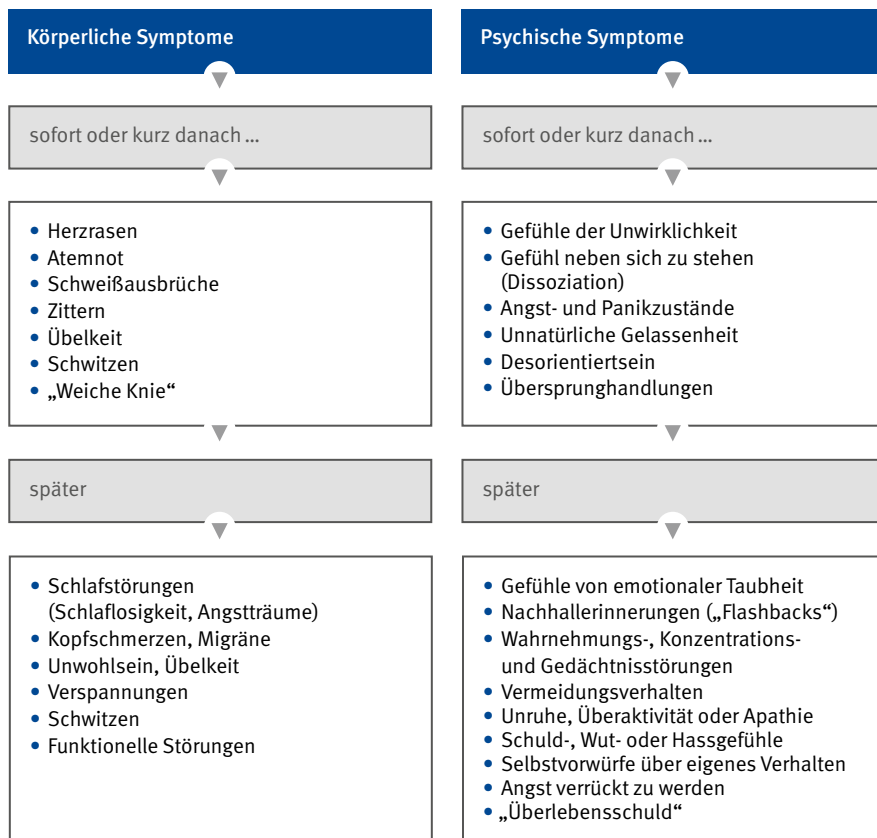 Körperliche Symptome
sofort oder kurz danach ...
• Herzrasen
• Atemnot
• Schweißausbrüche
• Zittern
• Übelkeit
• Schwitzen
• „Weiche Knie“
später
• Schlafstörungen
(Schlaflosigkeit, Angstträume)
• Kopfschmerzen, Migräne
• Unwohlsein, Übelkeit
• Verspannungen
• Schwitzen
• Funktionelle Störungen
Psychische Symptome
sofort oder kurz danach ...
• Gefühle der Unwirklichkeit
• Gefühl neben sich zu stehen
(Dissoziation)
• Angst- und Panikzustände
• Unnatürliche Gelassenheit
• Desorientiertsein
• Übersprunghandlungen
später
• Gefühle von emotionaler Taubheit
• Nachhallerinnerungen („Flashbacks“)
• Wahrnehmungs-, Konzentrations-
und Gedächtnisstörungen
• Vermeidungsverhalten
• Unruhe, Überaktivität oder Apathie
• Schuld-, Wut- oder Hassgefühle
• Selbstvorwürfe über eigenes Verhalten
• Angst verrückt zu werden
• „Überlebensschuld“